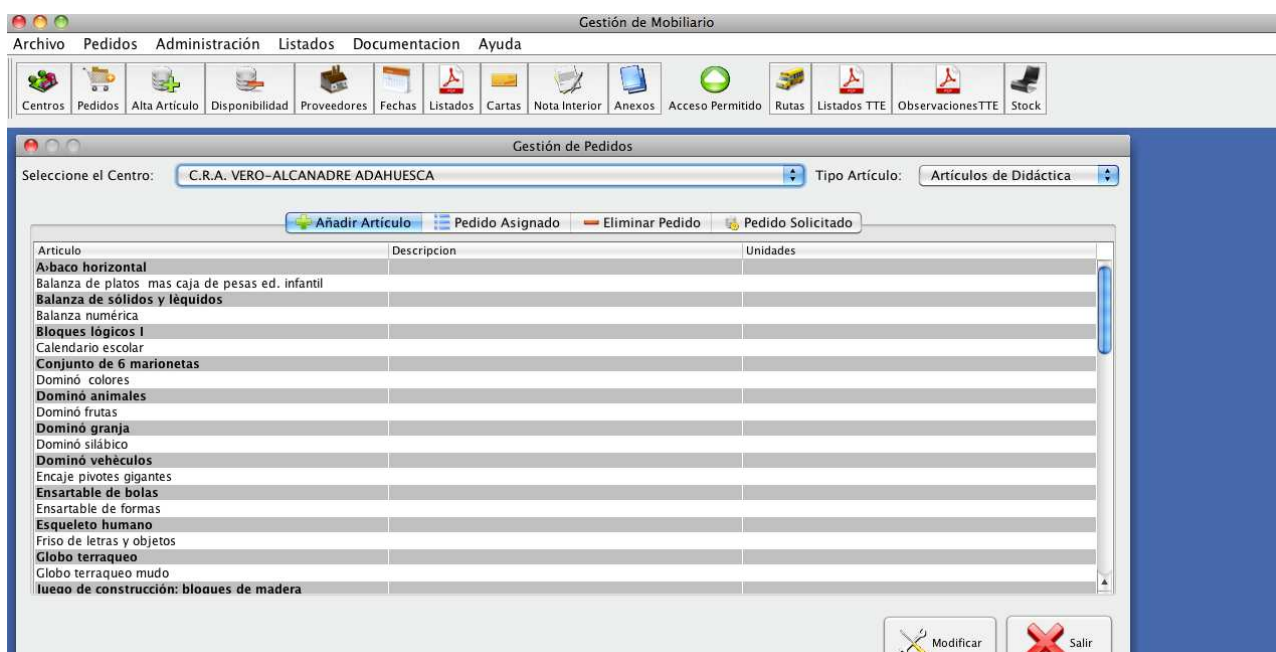 Gestión de Mobiliario
Archivo Pedidos Administración Listados Documentacion Ayuda
Centros Pedidos Alta Artículo Disponibilidad Proveedores Fechas Listados Cartas Nota Interior Anexos Acceso Permitido Rutas Listados TTE ObservacionesTTE Stock
Gestión de Pedidos
Seleccione el Centro: C.R.A. VERO-ALCANADRE ADAHUESCA Tipo Artículo: Artículos de Didáctica
Añadir Artículo Pedido Asignado Eliminar Pedido Pedido Solicitado
Articulo Descripcion Unidades
A›baco horizontal
Balanza de platos mas caja de pesas ed. infantil
Balanza de sólidos y lèquidos
Balanza numérica
Bloques lógicos I
Calendario escolar
Conjunto de 6 marionetas
Dominó colores
Dominó animales
Dominó frutas
Dominó granja
Dominó silábico
Dominó vehèculos
Encaje pivotes gigantes
Ensartable de bolas
Ensartable de formas
Esqueleto humano
Friso de letras y objetos
Globo terraqueo
Globo terraqueo mudo
Juego de construcción: bloques de madera
Modificar Salir